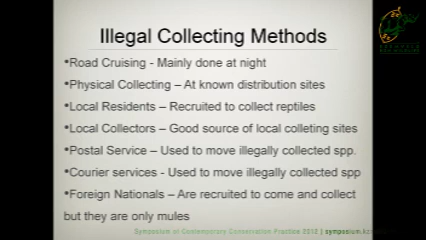 Illegal Collecting Methods
•Road Cruising - Mainly done at night
•Physical Collecting – At known distribution sites
•Local Residents – Recruited to collect reptiles
•Local Collectors – Good source of local colleting sites
•Postal Service – Used to move illegally collected spp.
•Courier services - Used to move illegally collected spp
•Foreign Nationals – Are recruited to come and collect
but they are only mules
Symposium of Contemporary Conservation Practice 2012 |